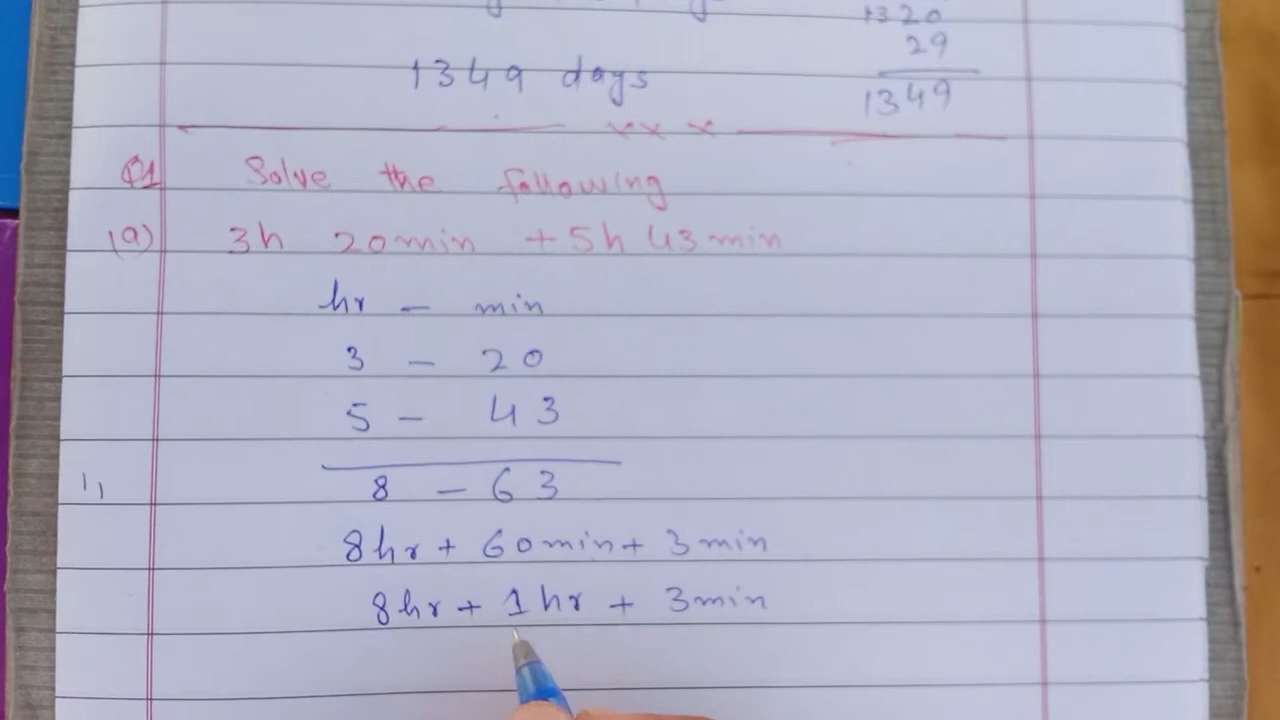 1320
29
1349 days
1349
x x x
Q1 Solve the following
(a) 3h 20min + 5h 43min
hr - min
3 - 20
5 - 43
8 - 63
8hr + 60min + 3min
8hr + 1hr + 3min